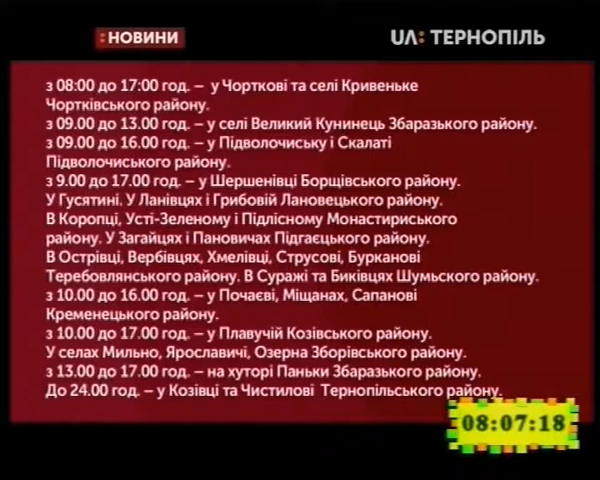 :НОВИНИ
UA: ТЕРНОПІЛЬ
з 08:00 до 17:00 год. – у Чорткові та селі Кривеньке
Чортківського району.
з 09.00 до 13.00 год. – у селі Великий Кунинець Збаразького району.
з 09.00 до 16.00 год. – у Підволочиську і Скалаті
Підволочиського району.
з 9.00 до 17.00 год. – у Шершенівці Борщівського району.
У Гусятині. У Ланівцях і Грибовій Лановецького району.
В Коропці, Усті-Зеленому і Підлісному Монастириського
району. У Загайцях і Пановичах Підгаєцького району.
В Острівці, Вербівцях, Хмелівці, Струсові, Бурканові
Теребовлянського району. В Суражі та Биківцях Шумського району.
з 10.00 до 16.00 год. – у Почаєві, Міщанах, Сапанові
Кременецького району.
з 10.00 до 17.00 год. – у Плавучій Козівського району.
У селах Мильно, Ярославичі, Озерна Зборівського району.
з 13.00 до 17.00 год. – на хуторі Паньки Збаразького району.
До 24.00 год. – у Козівці та Чистилові Тернопільського району.
08:07:18